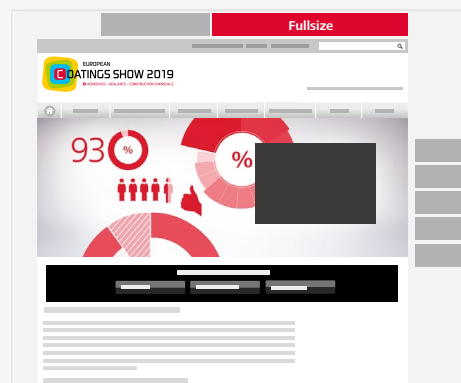 Fullsize
EUROPEAN
COATINGS SHOW 2019
ADHESIVES – SEALANTS – CONSTRUCTION CHEMICALS
93 %
%